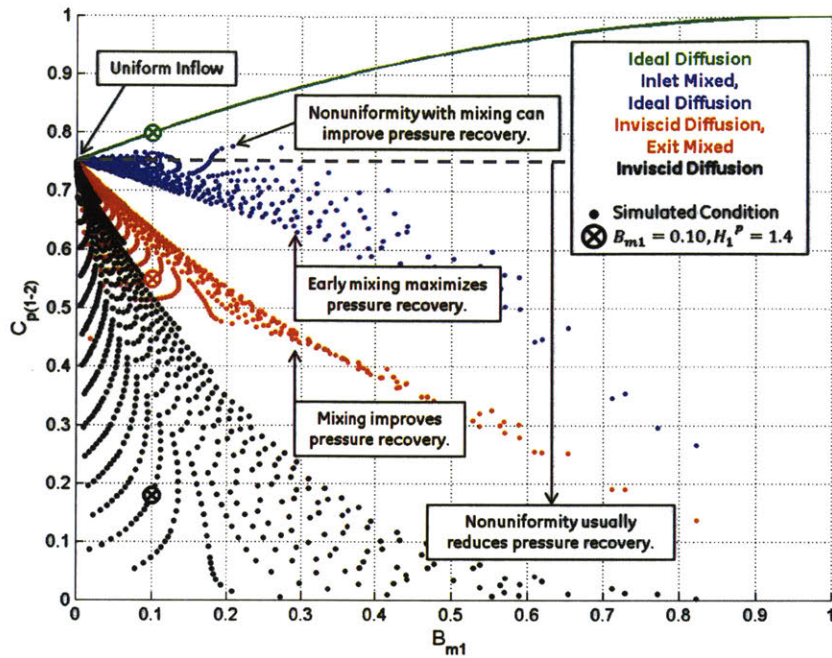 1
0.9
0.8
0.7
0.6
0.5
0.4
0.3
0.2
0.1
0
C_p(1-2)
Uniform Inflow
Nonuniformity with mixing can
improve pressure recovery.
Ideal Diffusion
Inlet Mixed,
Ideal Diffusion
Inviscid Diffusion,
Exit Mixed
Inviscid Diffusion
Simulated Condition
B_m1 = 0.10, H_1^P = 1.4
Early mixing maximizes
pressure recovery.
Mixing improves
pressure recovery.
Nonuniformity usually
reduces pressure recovery.
0 0.1 0.2 0.3 0.4 0.5 0.6 0.7 0.8 0.9 1
B_m1